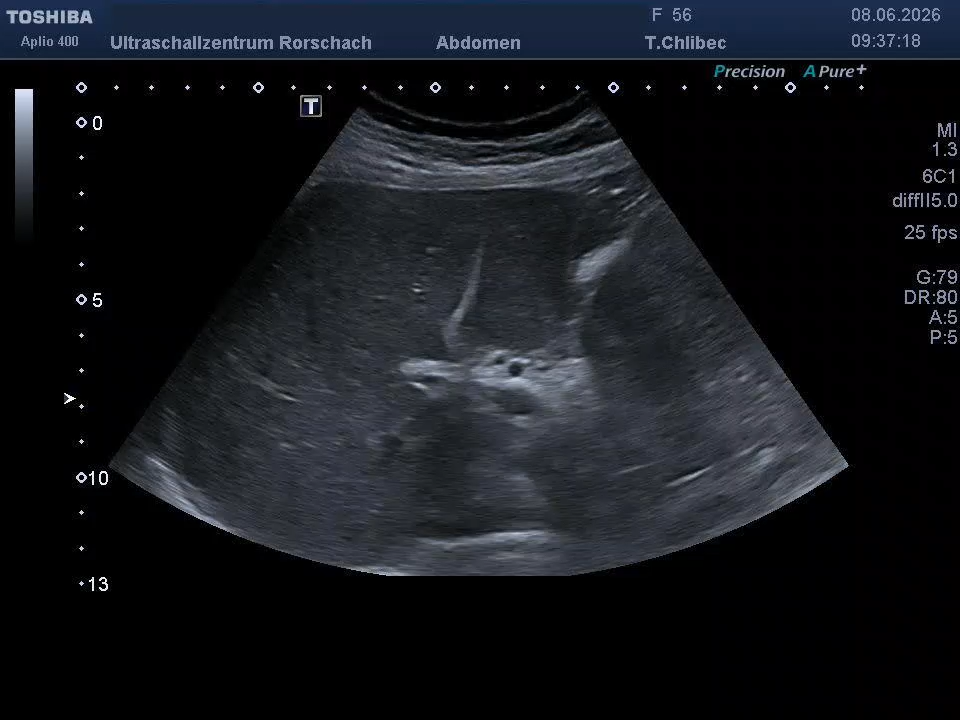 TOSHIBA
Aplio 400
Ultraschallzentrum Rorschach
Abdomen
F 56
T.Chlibec
08.06.2026
09:37:18
Precision APure+
T
0
5
10
13
MI
1.3
6C1
diffII5.0
25 fps
G:79
DR:80
A:5
P:5